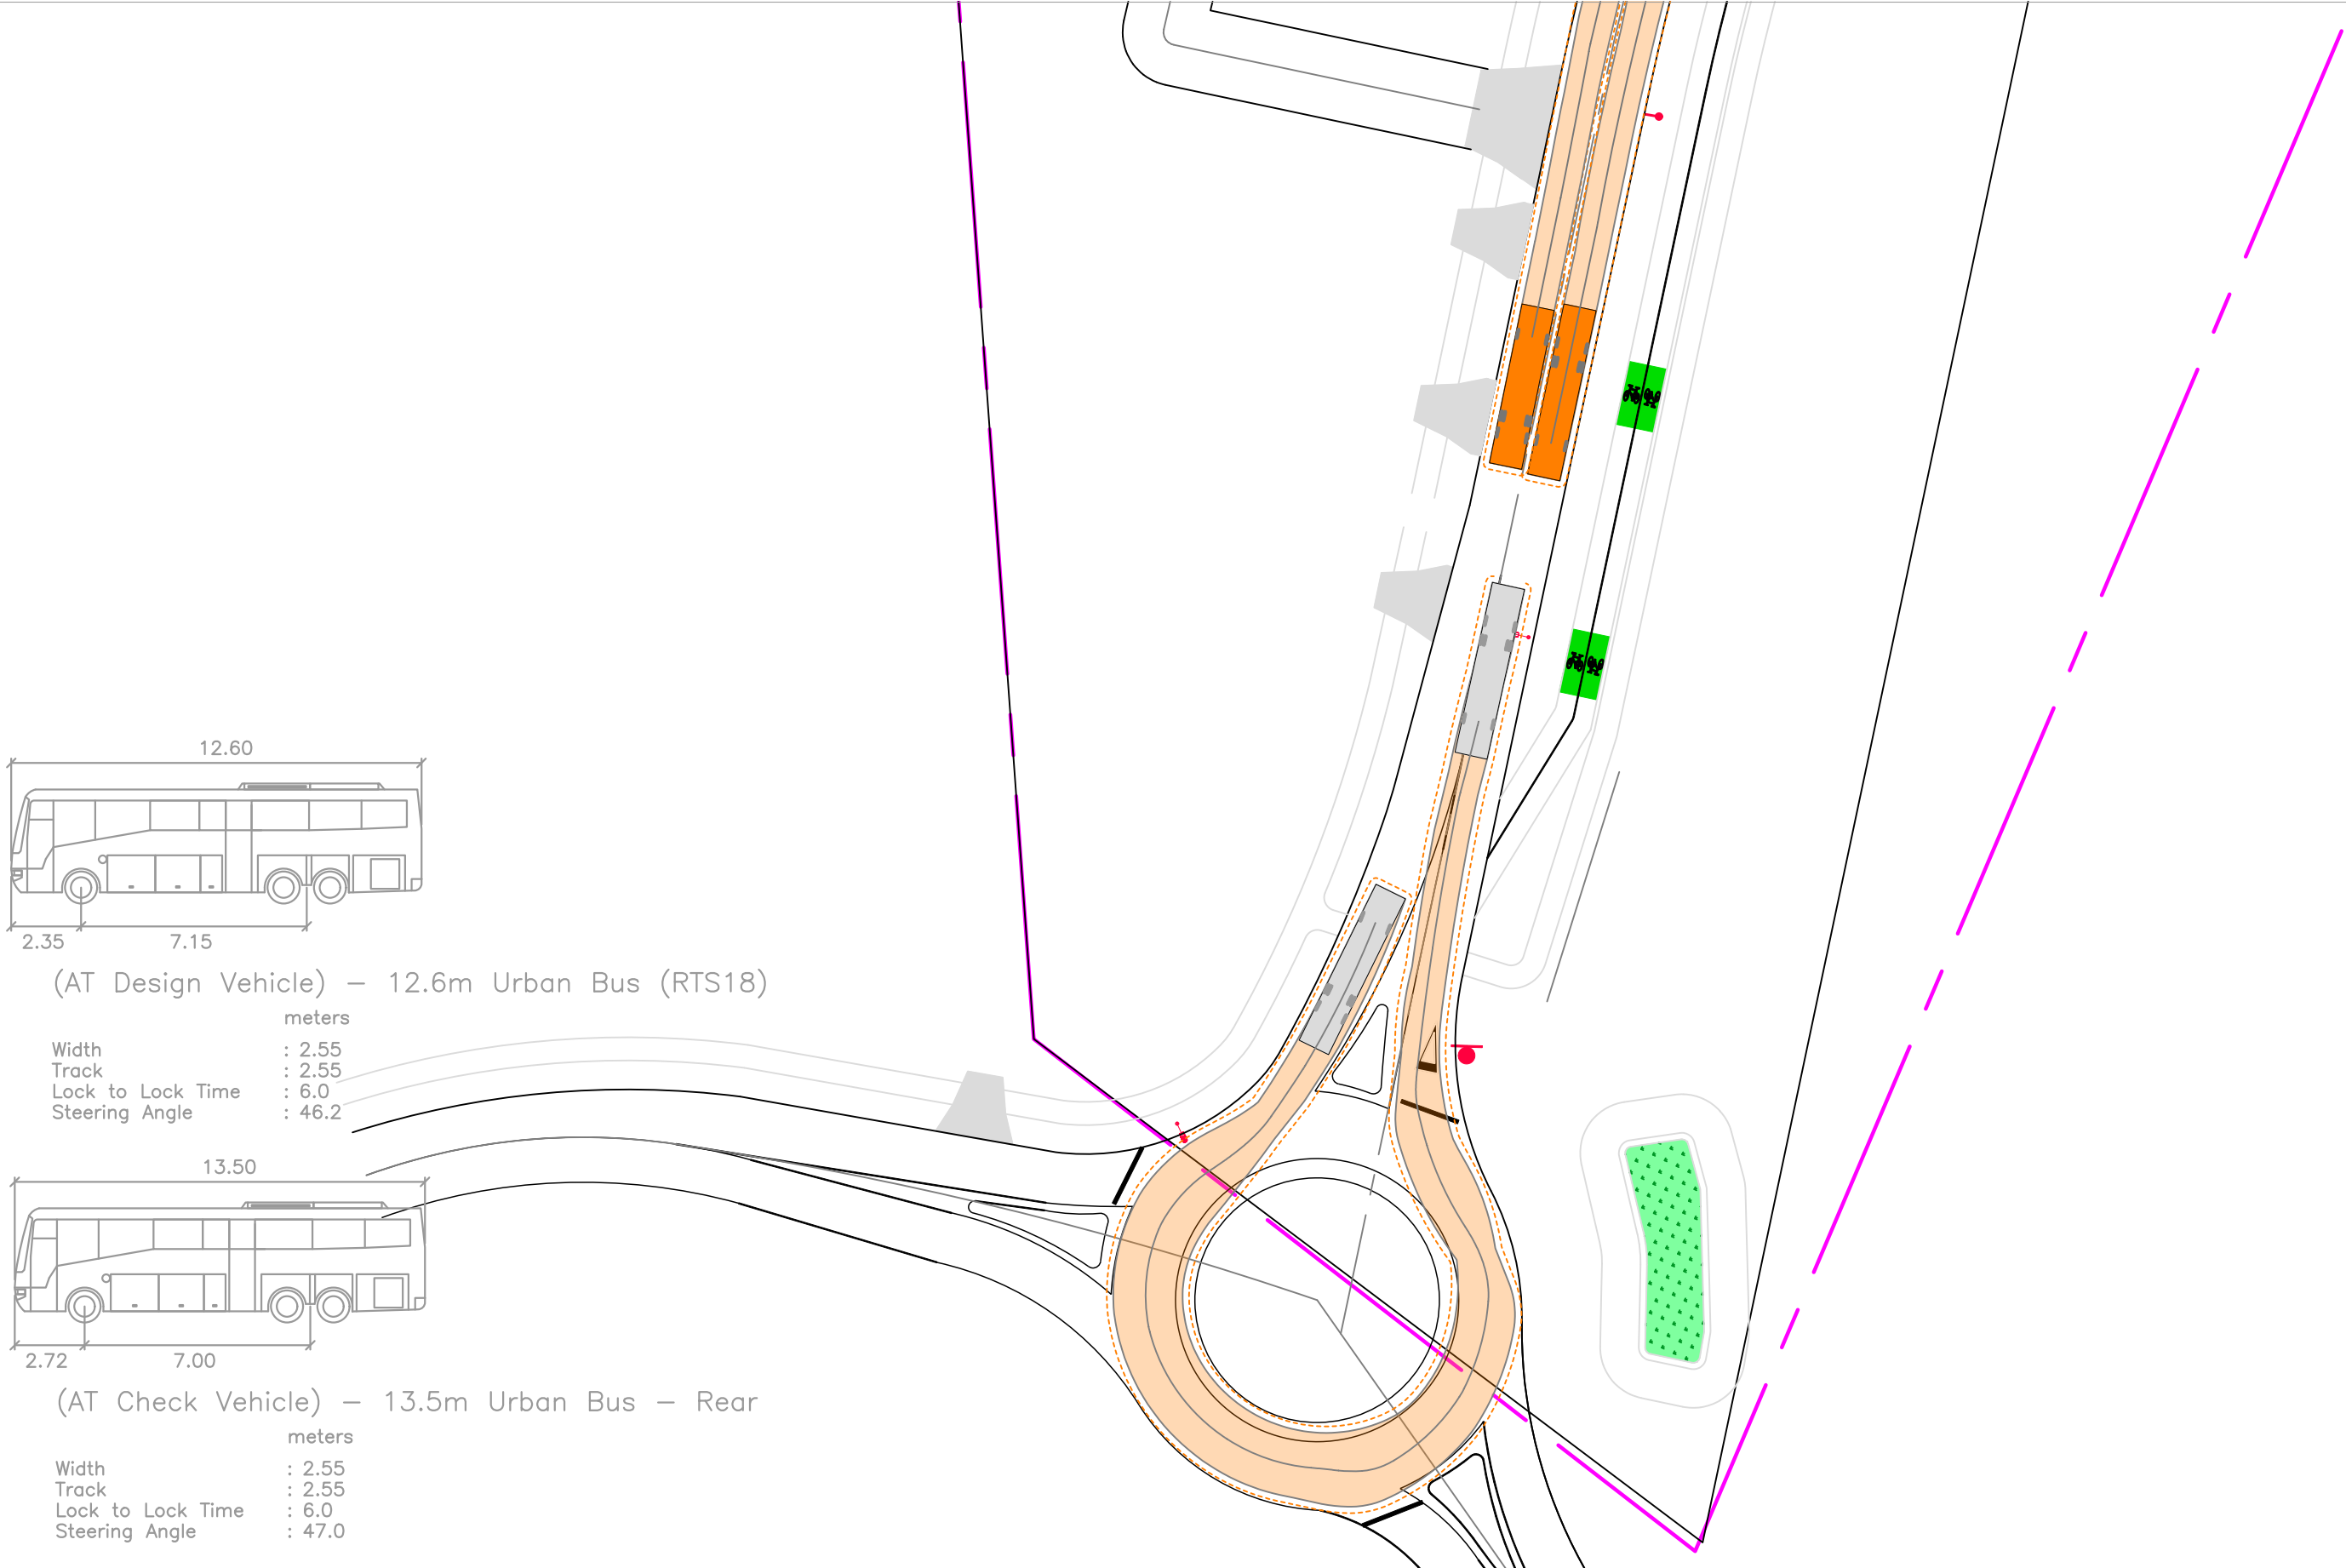 12.60
2.35 7.15
(AT Design Vehicle) – 12.6m Urban Bus (RTS18)
meters
Width : 2.55
Track : 2.55
Lock to Lock Time : 6.0
Steering Angle : 46.2
13.50
2.72 7.00
(AT Check Vehicle) – 13.5m Urban Bus – Rear
meters
Width : 2.55
Track : 2.55
Lock to Lock Time : 6.0
Steering Angle : 47.0